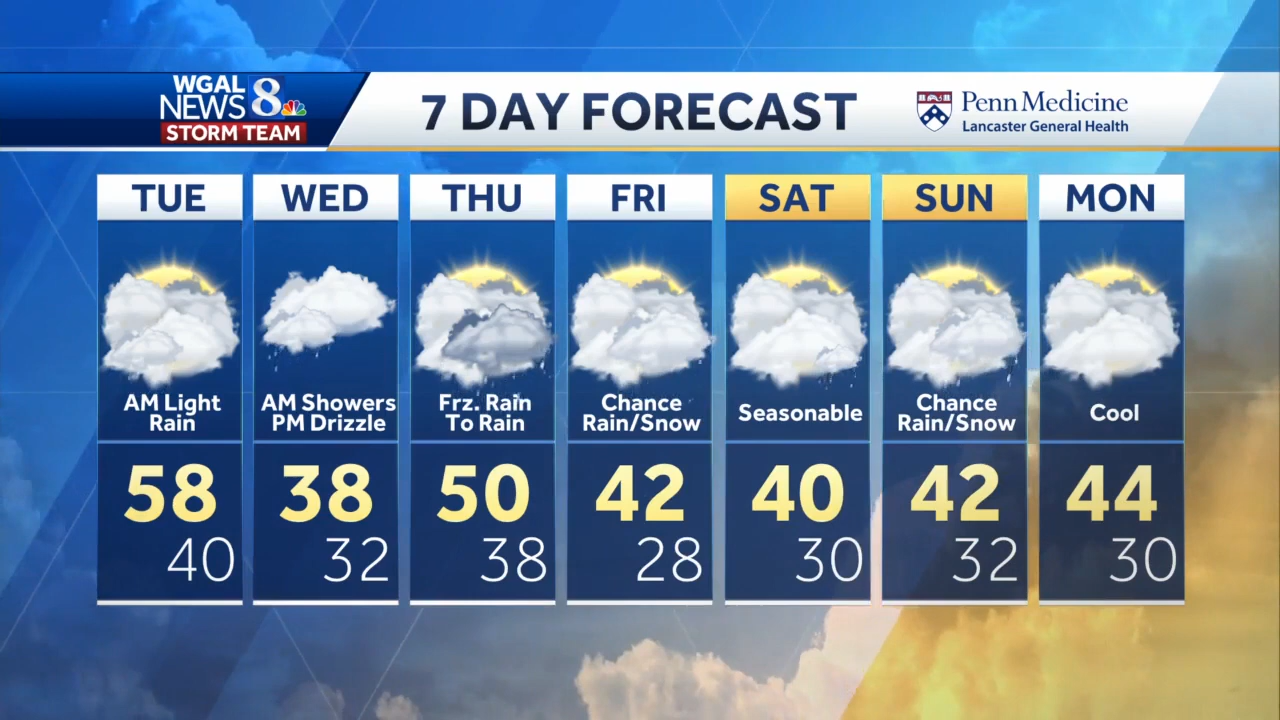 WGAL
NEWS 8
STORM TEAM
7 DAY FORECAST
Penn Medicine
Lancaster General Health
TUE
AM Light
Rain
58
40
WED
AM Showers
PM Drizzle
38
32
THU
Frz. Rain
To Rain
50
38
FRI
Chance
Rain/Snow
42
28
SAT
Seasonable
40
30
SUN
Chance
Rain/Snow
42
32
MON
Cool
44
30